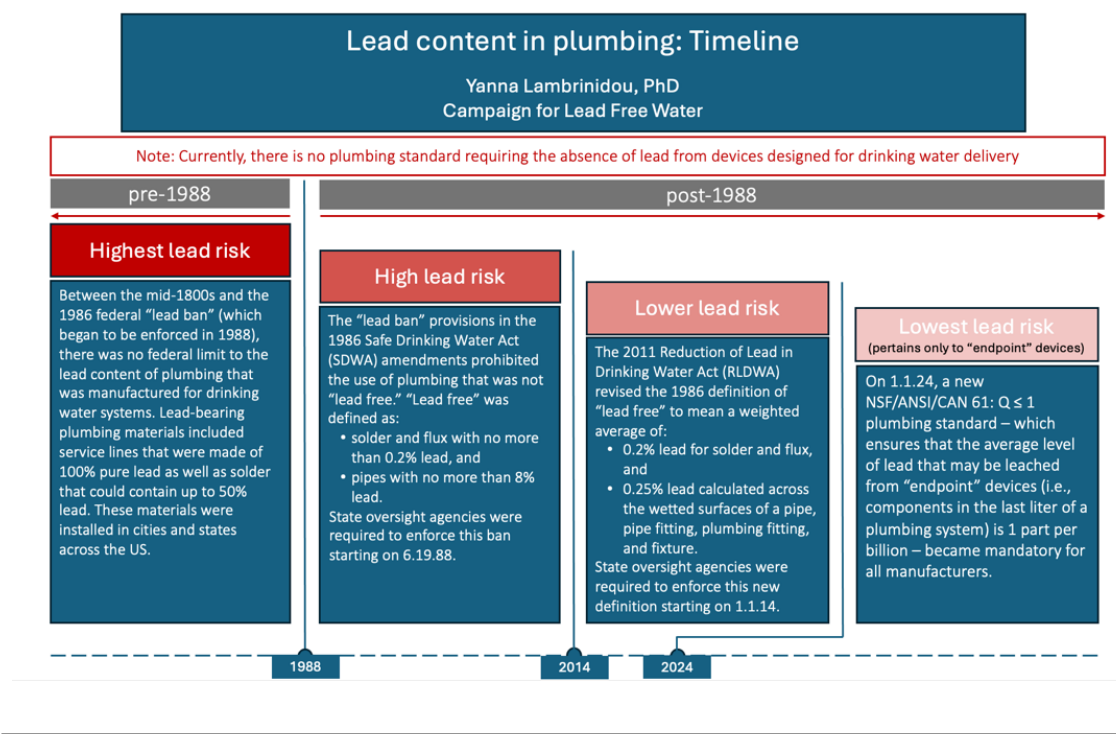 Lead content in plumbing: Timeline
Yanna Lambrinidou, PhD
Campaign for Lead Free Water
Note: Currently, there is no plumbing standard requiring the absence of lead from devices designed for drinking water delivery
pre-1988
post-1988
Highest lead risk
Between the mid-1800s and the
1986 federal “lead ban” (which
began to be enforced in 1988),
there was no federal limit to the
lead content of plumbing that
was manufactured for drinking
water systems. Lead-bearing
plumbing materials included
service lines that were made of
100% pure lead as well as solder
that could contain up to 50%
lead. These materials were
installed in cities and states
across the US.
High lead risk
The “lead ban” provisions in the
1986 Safe Drinking Water Act
(SDWA) amendments prohibited
the use of plumbing that was not
“lead free.” “Lead free” was
defined as:
• solder and flux with no more
than 0.2% lead, and
• pipes with no more than 8%
lead.
State oversight agencies were
required to enforce this ban
starting on 6.19.88.
Lower lead risk
The 2011 Reduction of Lead in
Drinking Water Act (RLDWA)
revised the 1986 definition of
“lead free” to mean a weighted
average of:
• 0.2% lead for solder and flux,
and
• 0.25% lead calculated across
the wetted surfaces of a pipe,
pipe fitting, plumbing fitting,
and fixture.
State oversight agencies were
required to enforce this new
definition starting on 1.1.14.
Lowest lead risk
(pertains only to “endpoint” devices)
On 1.1.24, a new
NSF/ANSI/CAN 61: Q ≤ 1
plumbing standard – which
ensures that the average level
of lead that may be leached
from “endpoint” devices (i.e.,
components in the last liter of a
plumbing system) is 1 part per
billion – became mandatory for
all manufacturers.
1988
2014
2024